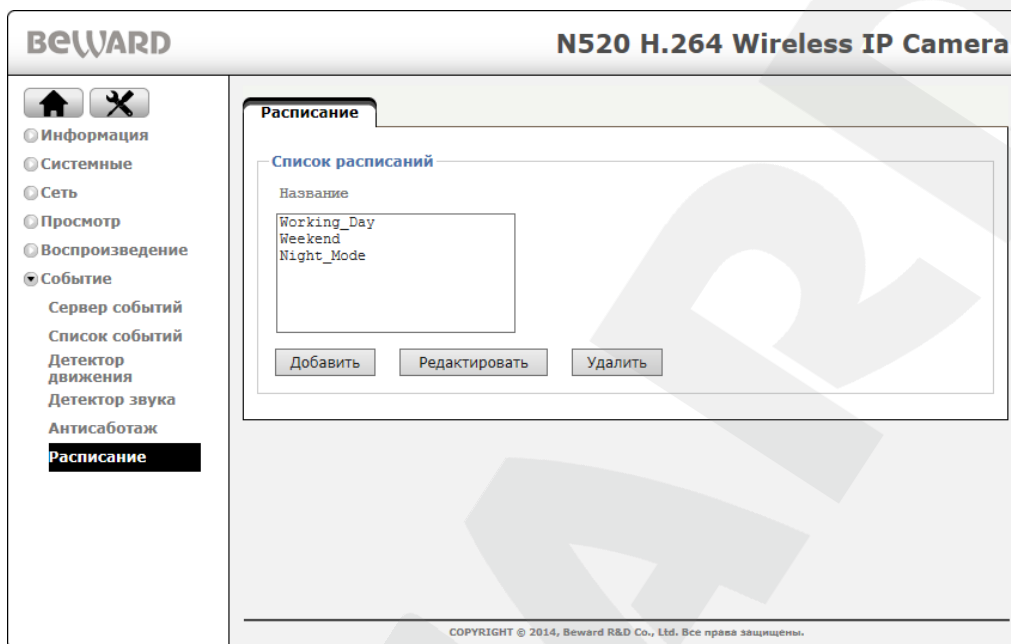 BEWARD
N520 H.264 Wireless IP Camera
Информация
Системные
Сеть
Просмотр
Воспроизведение
Событие
Сервер событий
Список событий
Детектор
движения
Детектор звука
Антисаботаж
Расписание
Расписание
Список расписаний
Название
Working_Day
Weekend
Night_Mode
Добавить
Редактировать
Удалить
COPYRIGHT © 2014, Beward R&D Co., Ltd. Все права защищены.